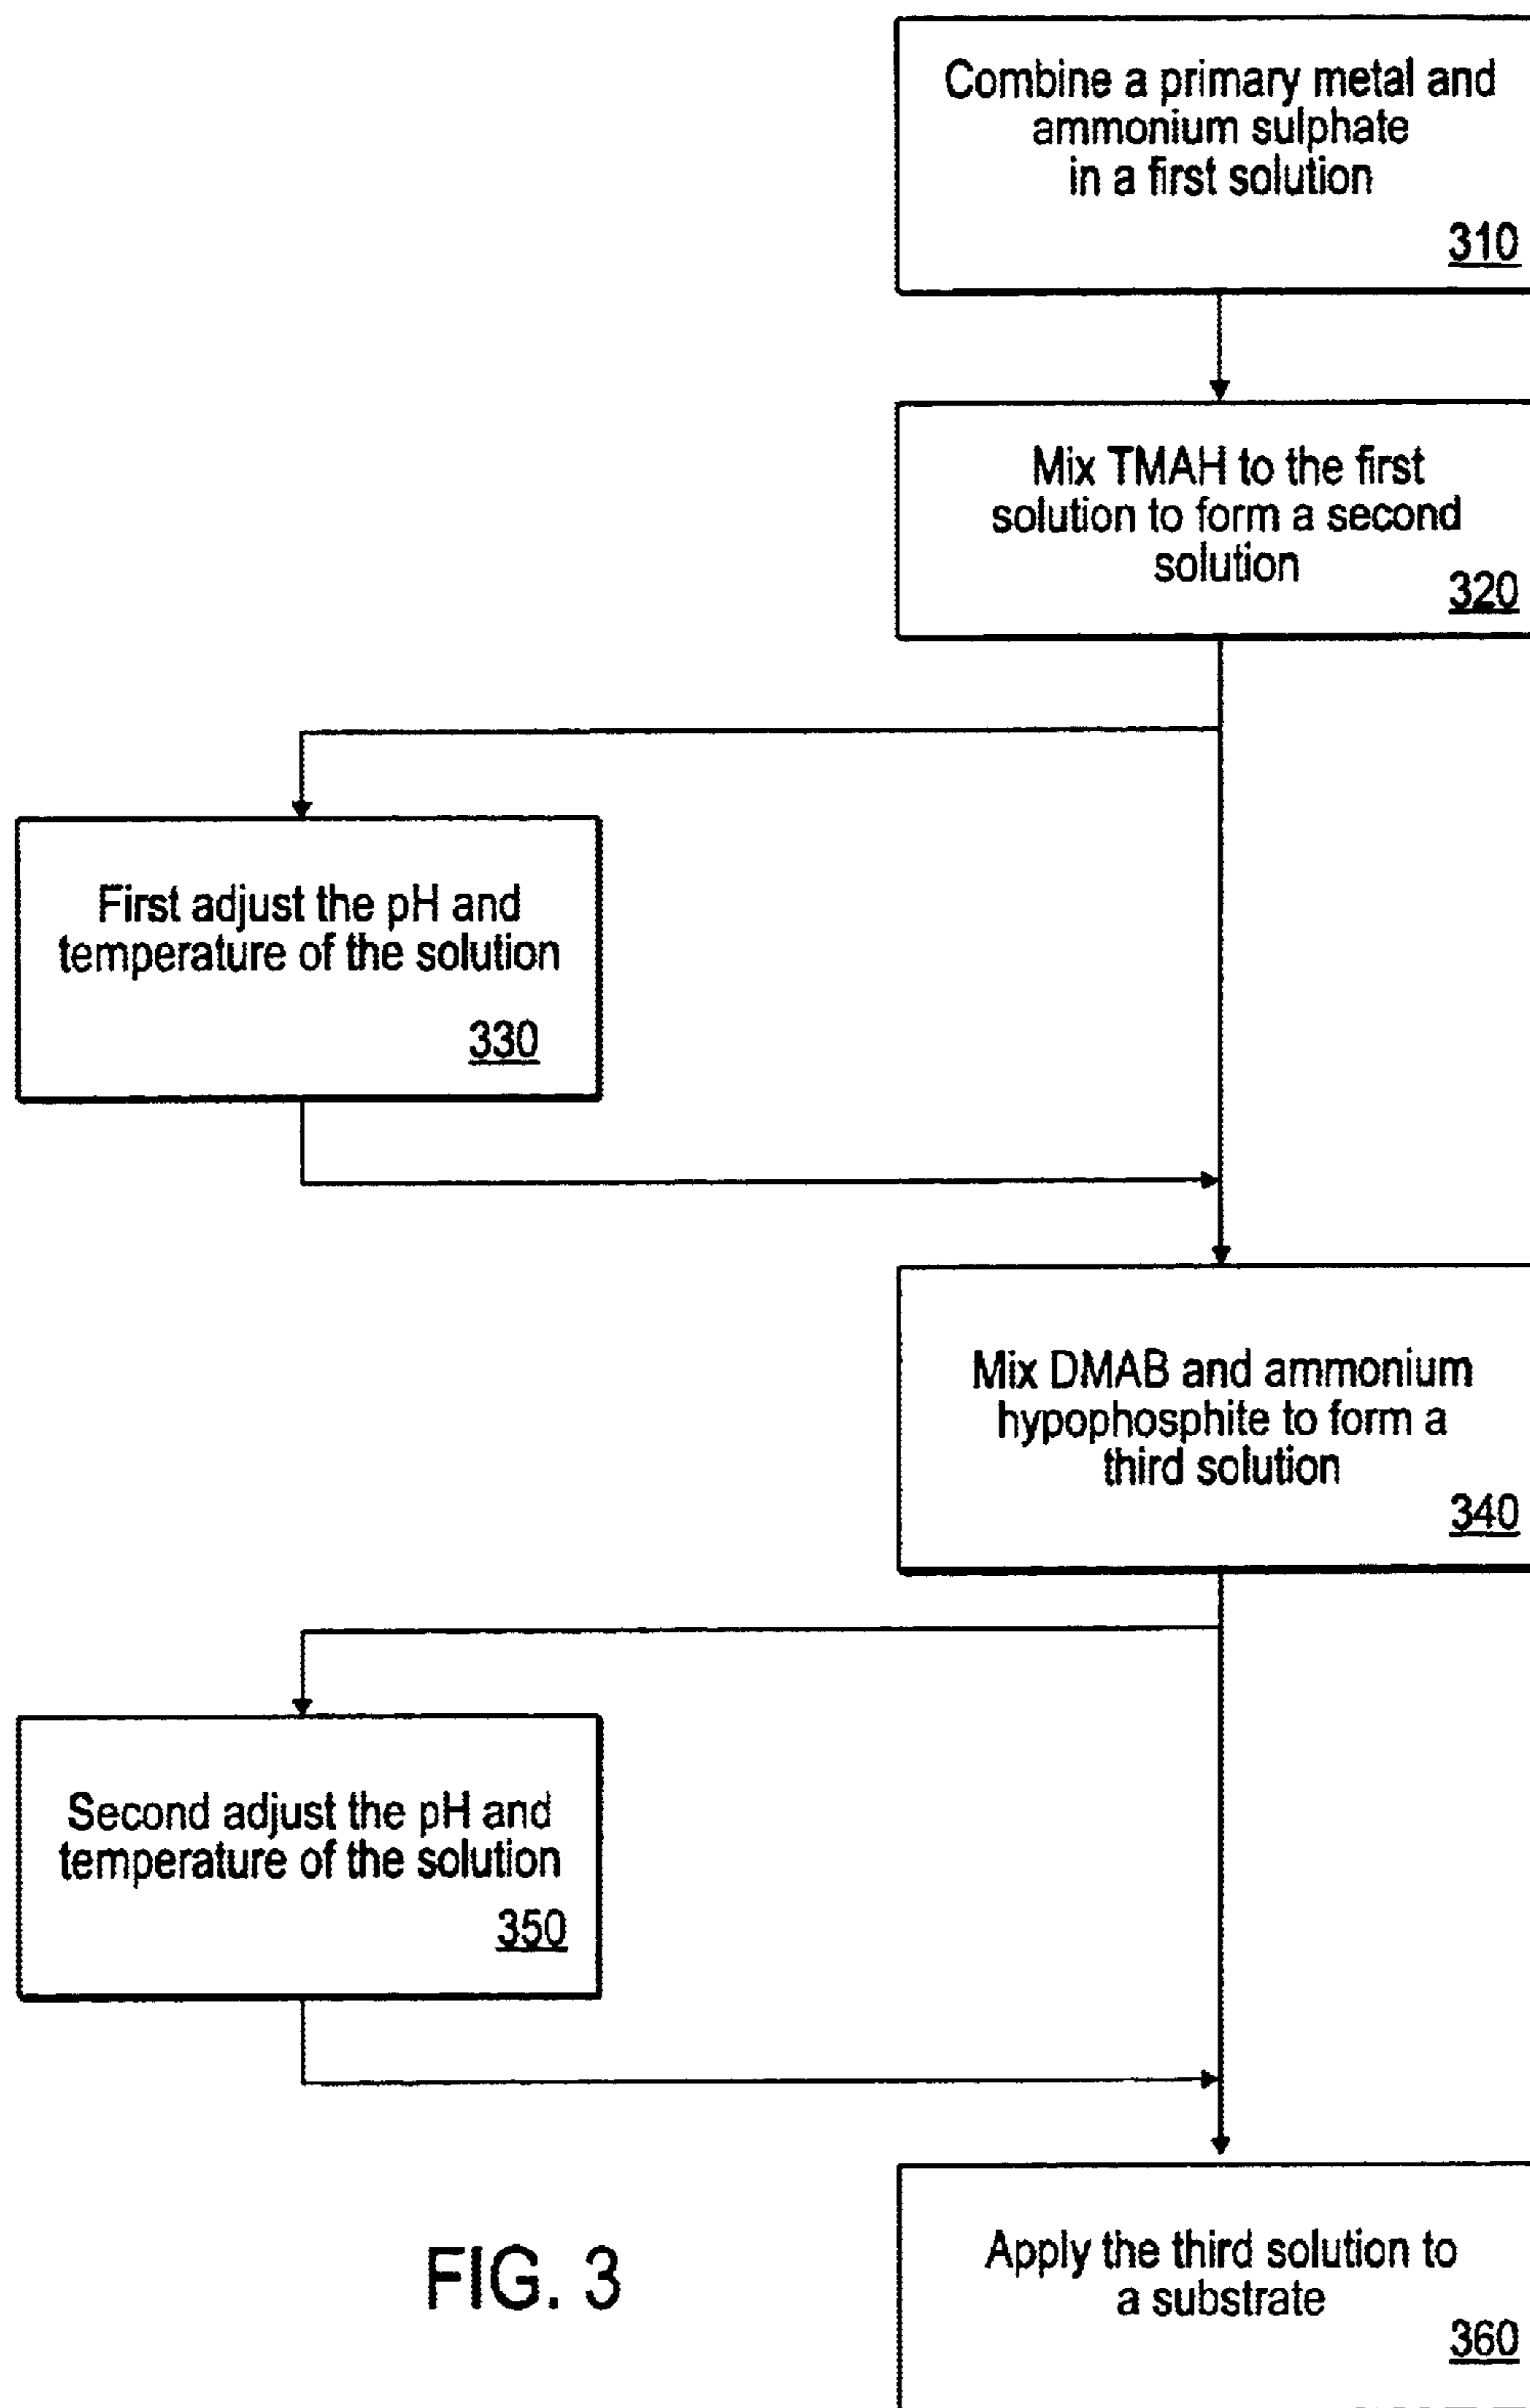 Combine a primary metal and
ammonium sulphate
in a first solution
310
Mix TMAH to the first
solution to form a second
solution
320
First adjust the pH and
temperature of the solution
330
Mix DMAB and ammonium
hypophosphite to form a
third solution
340
Second adjust the pH and
temperature of the solution
350
Apply the third solution to
a substrate
360
FIG. 3